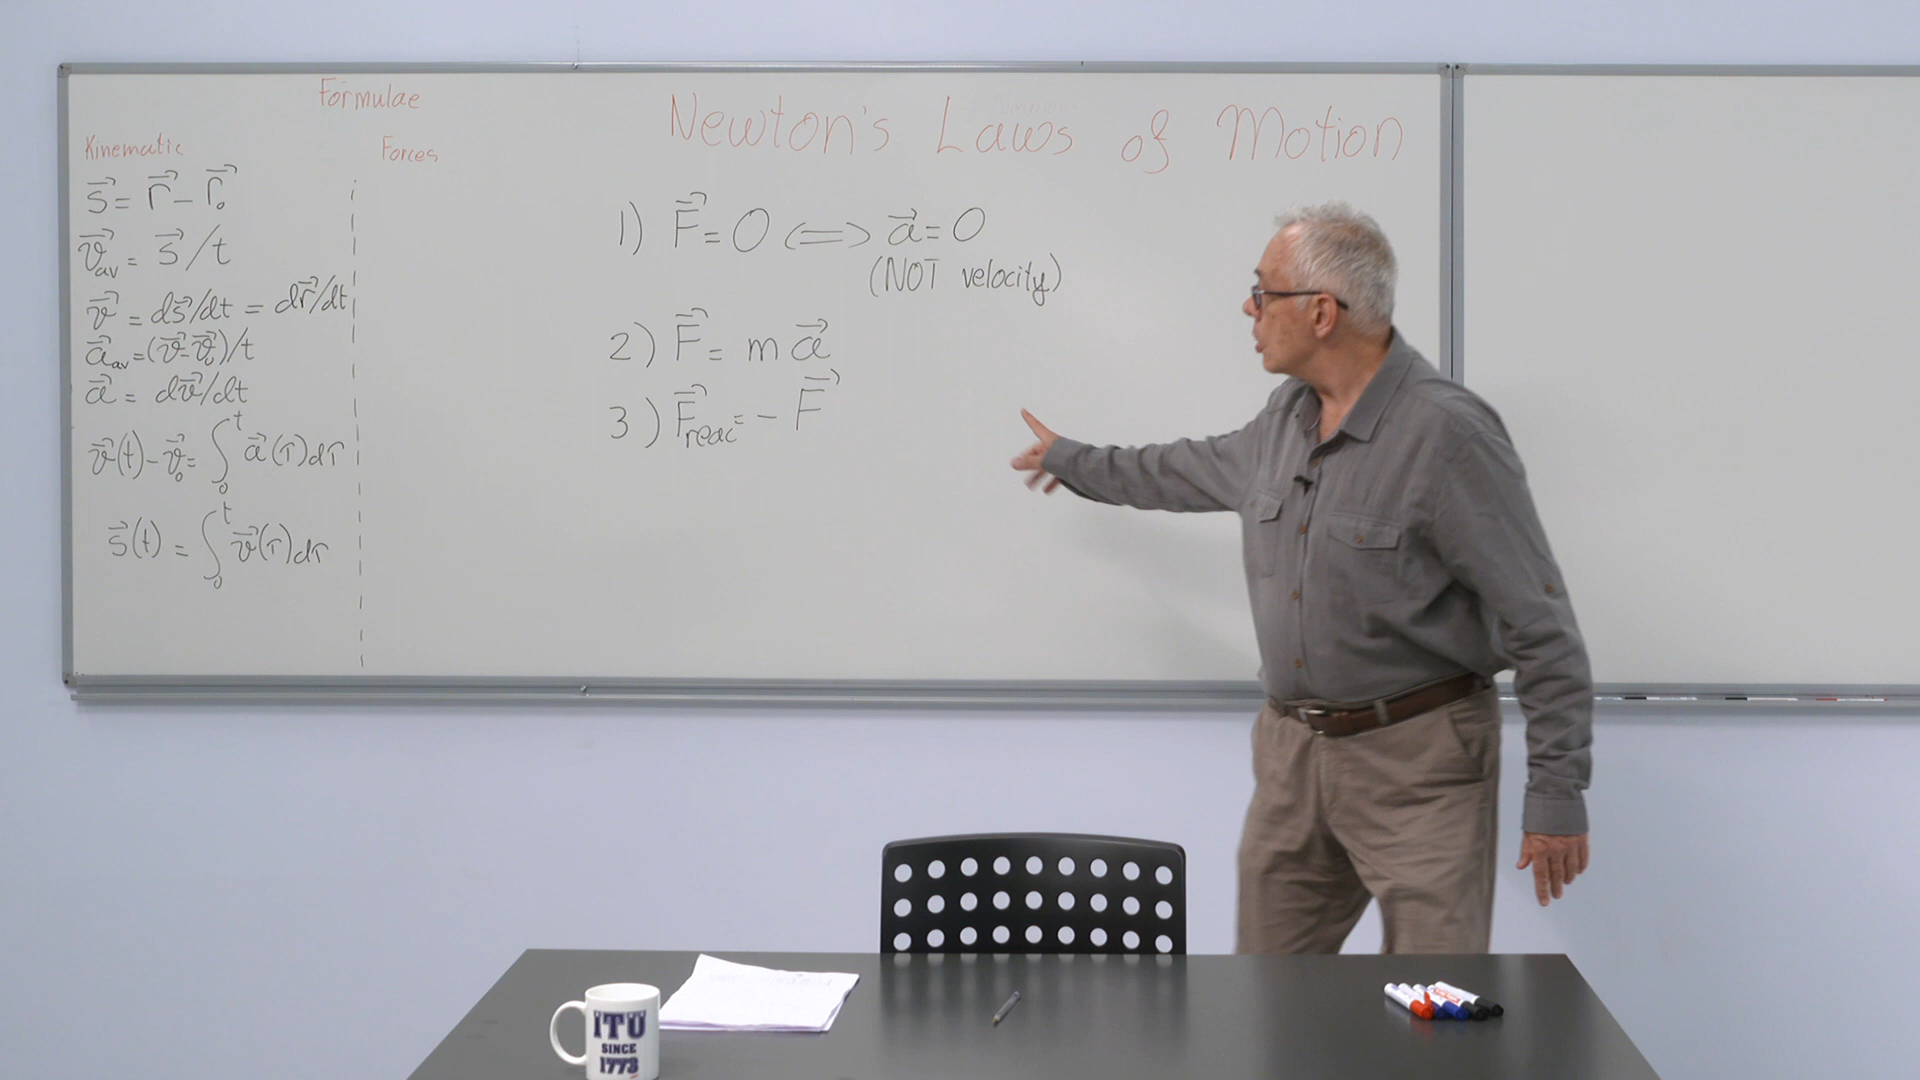 Formulae
Kinematic
Forces
s⃗ = r⃗ – r⃗₀
v⃗av = s⃗/t
v⃗ = ds⃗/dt = dr⃗/dt
a⃗av = (v⃗ – v⃗₀)/t
a⃗ = dv⃗/dt
v⃗(t) – v⃗₀ = ∫₀ᵗ a⃗(τ)dτ
s⃗(t) = ∫₀ᵗ v⃗(τ)dτ
Newton's Laws of Motion
1) F⃗ = 0 ⟺ a⃗ = 0
(NOT velocity)
2) F⃗ = m a⃗
3) F⃗reac = – F⃗
ITU
SINCE
1773